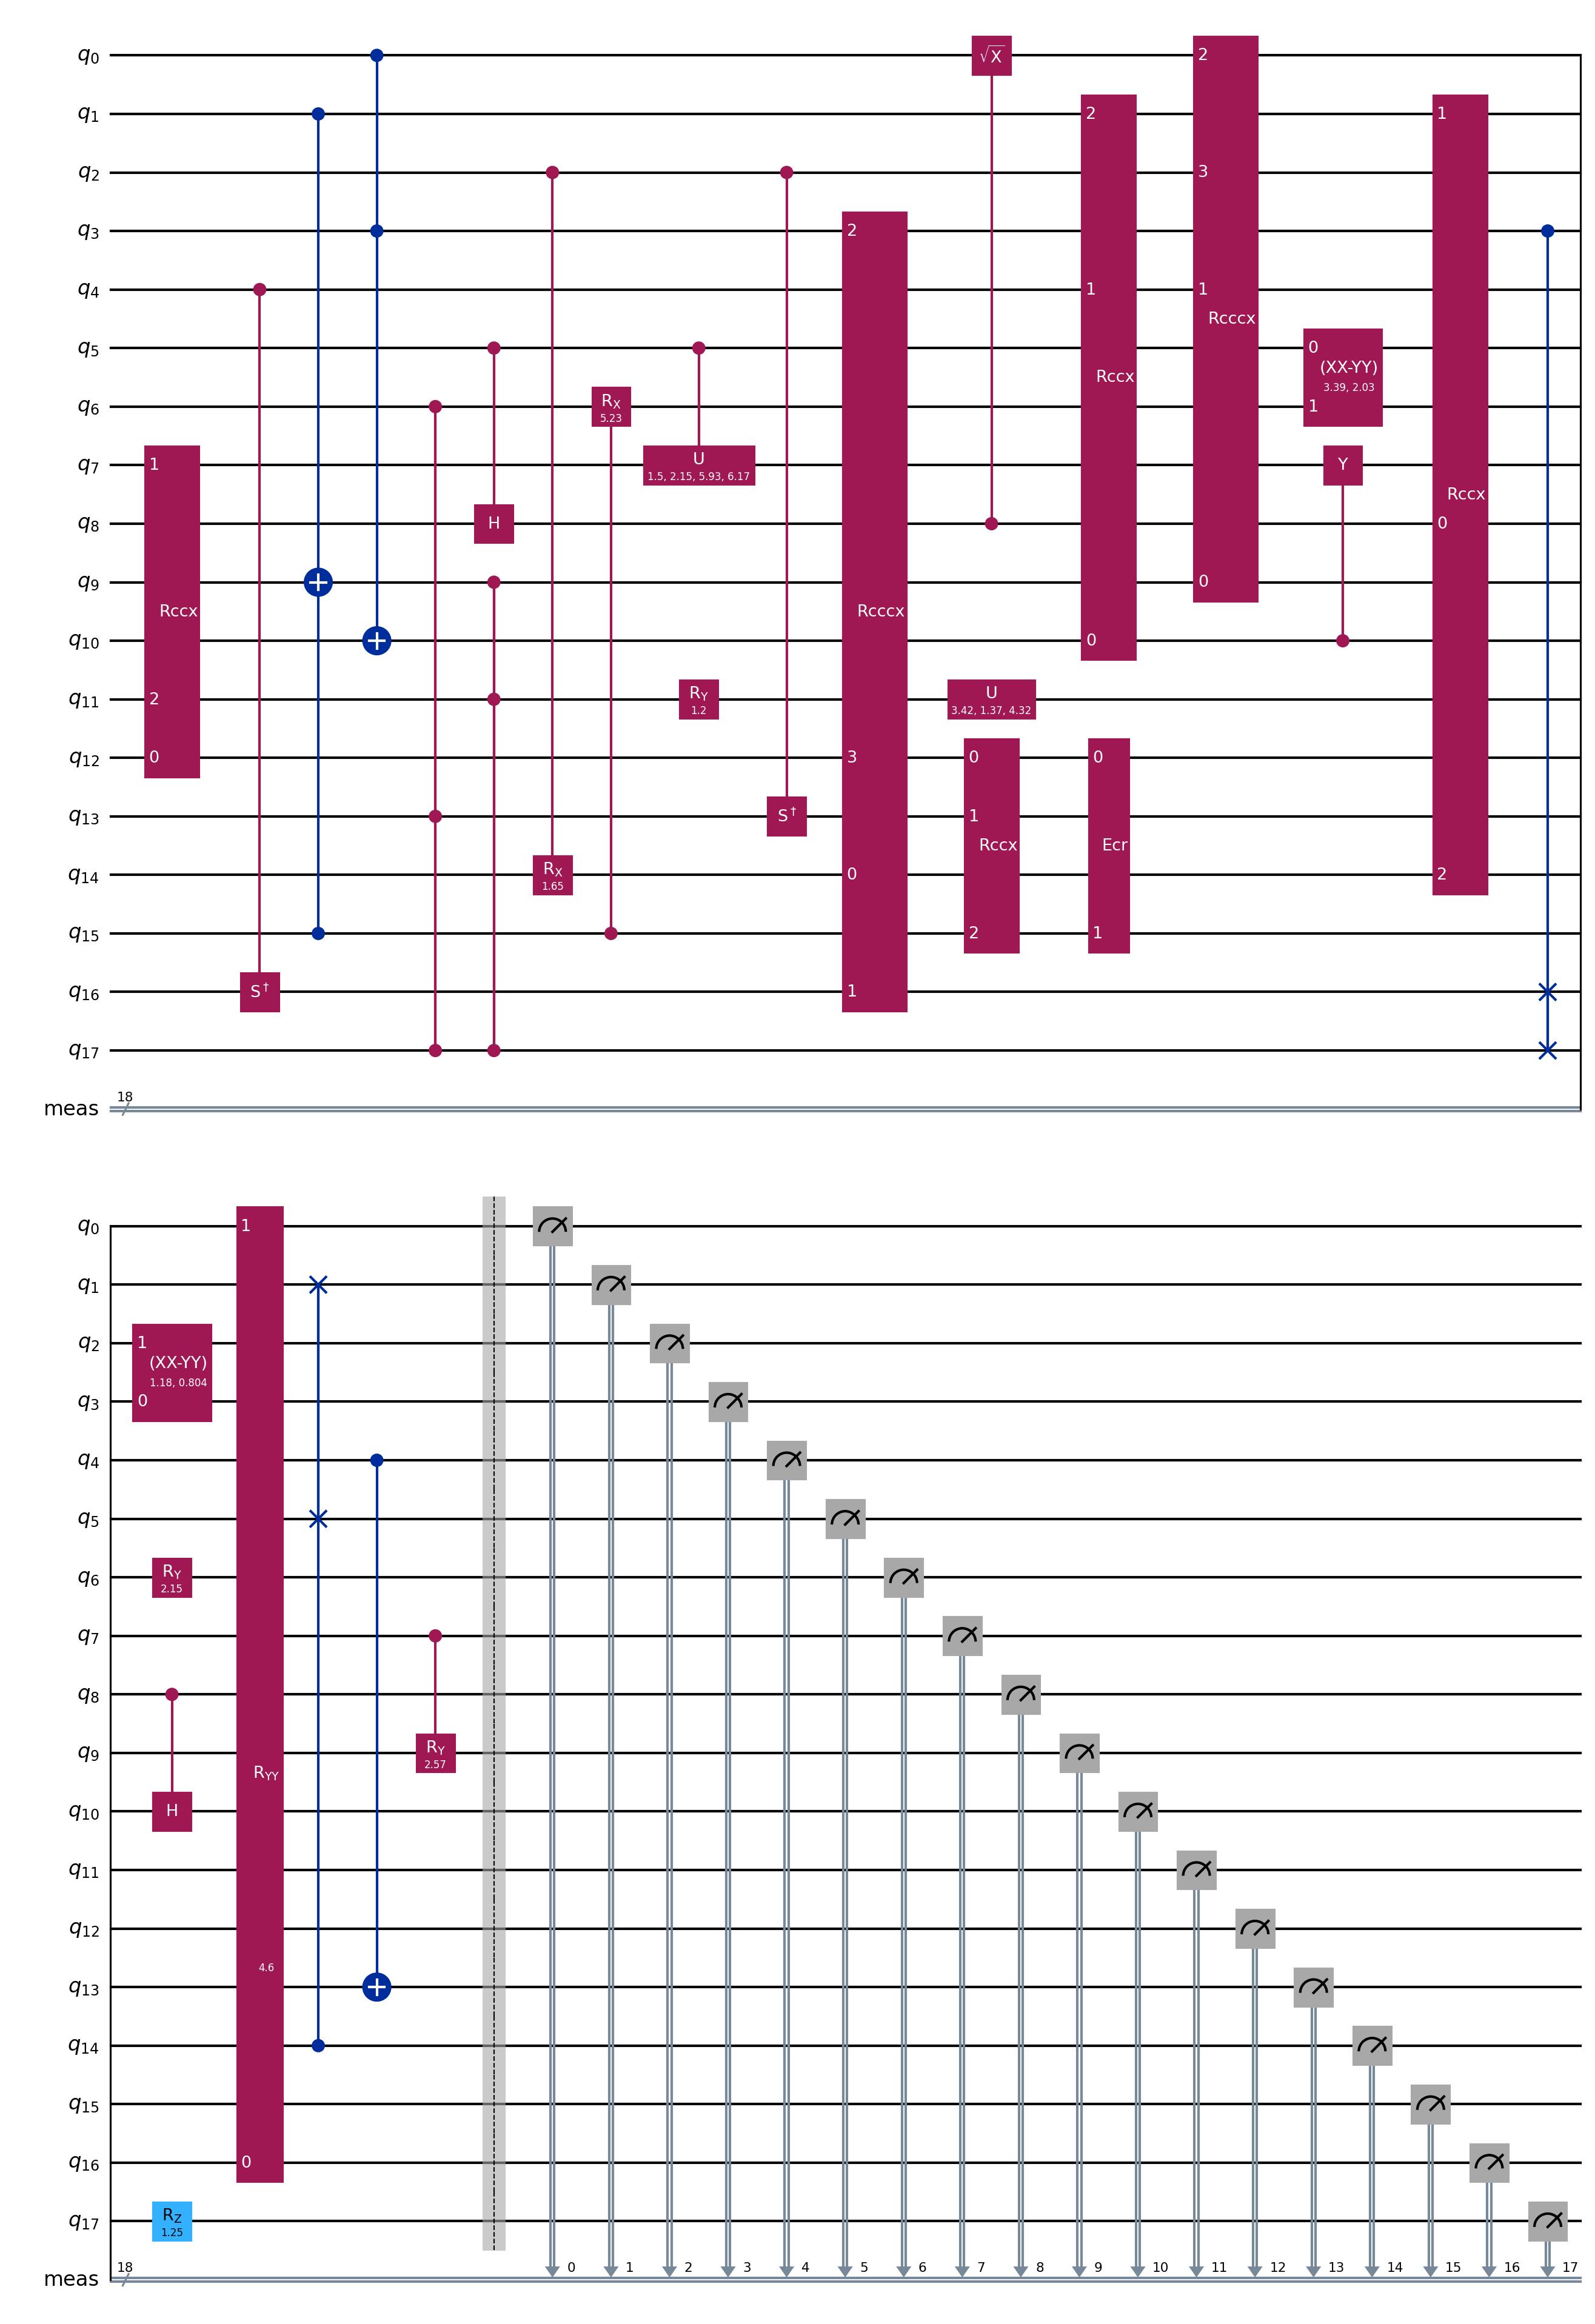 q0
2
√X
q1
2
1
q2
3
q3
2
q4
1
1
Rcccx
q5
0
(XX-YY)
3.39, 2.03
Rccx
q6
RX
5.23
1
q7
1
U
1.5, 2.15, 5.93, 6.17
Y
Rccx
q8
H
0
q9
0
Rccx
Rcccx
q10
0
q11
2
RY
1.2
U
3.42, 1.37, 4.32
q12
0
3
0
0
q13
S†
1
Rccx
Ecr
q14
RX
1.65
0
2
q15
2
1
q16
S†
1
q17
18
meas
q0
1
q1
q2
1
(XX-YY)
1.18, 0.804
q3
0
q4
q5
q6
RY
2.15
q7
q8
q9
RY
2.57
RYY
q10
H
q11
q12
4.6
q13
q14
q15
q16
0
q17
RZ
1.25
18
0 1 2 3 4 5 6 7 8 9 10 11 12 13 14 15 16 17
meas